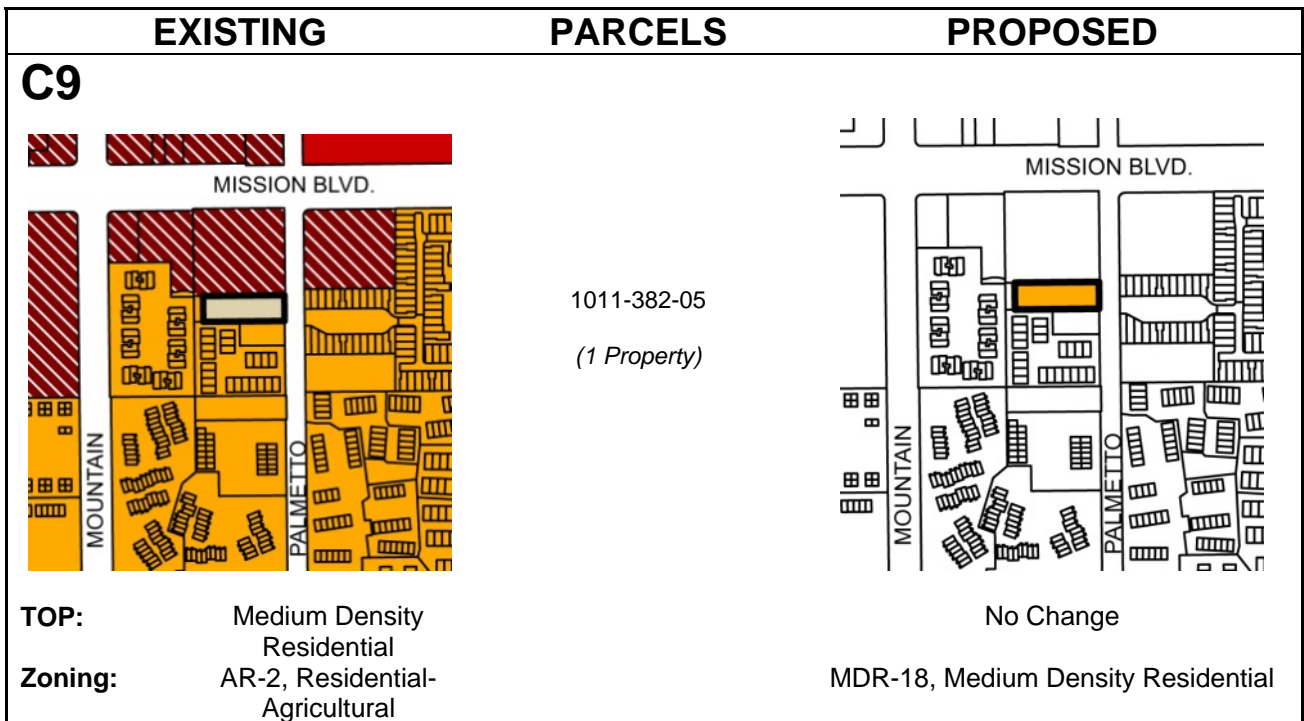 EXISTING PARCELS PROPOSED
C9
MISSION BLVD.
MOUNTAIN
PALMETTO
1011-382-05
(1 Property)
MISSION BLVD.
MOUNTAIN
PALMETTO
TOP: Medium Density No Change
Residential
Zoning: AR-2, Residential- MDR-18, Medium Density Residential
Agricultural